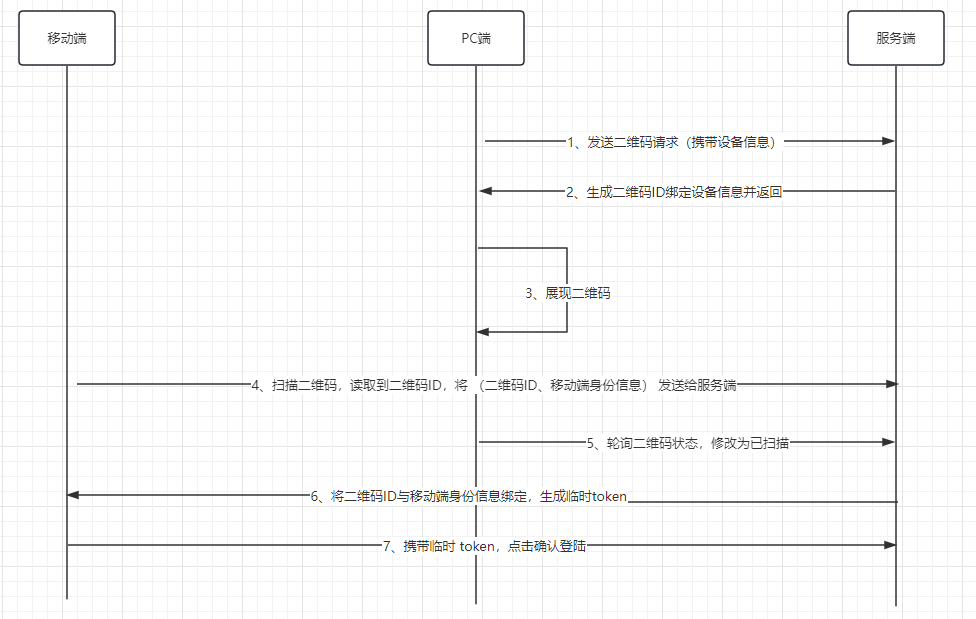 移动端
PC端
服务端
1、发送二维码请求（携带设备信息）
2、生成二维码ID绑定设备信息并返回
3、展现二维码
4、扫描二维码，读取到二维码ID，将 （二维码ID、移动端身份信息） 发送给服务端
5、轮询二维码状态，修改为已扫描
6、将二维码ID与移动端身份信息绑定，生成临时token
7、携带临时 token，点击确认登陆